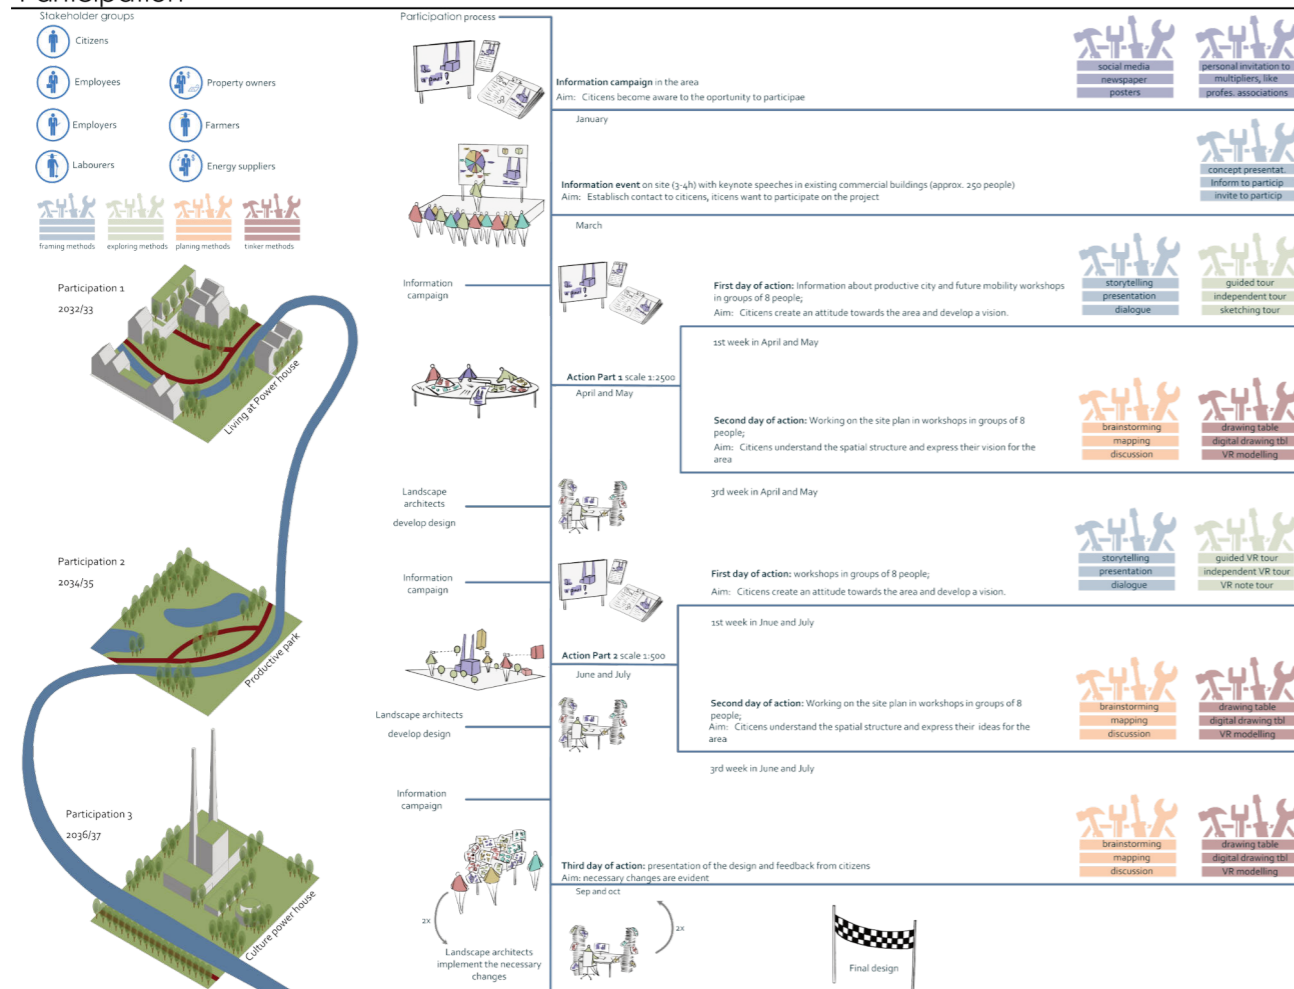 Participation
Stakeholder groups
Citizens
Employees
Property owners
Employers
Farmers
Labourers
Energy suppliers
framing methods
exploring methods
planing methods
tinker methods
Participation 1
2032/33
Living at Power house
Participation 2
2034/35
Productive park
Participation 3
2036/37
Culture power house
Participation process
Information campaign in the area
Aim: Citicens become aware to the oportunity to participae
social media
newspaper
posters
personal invitation to
multipliers, like
profes. associations
January
Information event on site (3-4h) with keynote speeches in existing commercial buildings (approx. 250 people)
Aim: Establisch contact to citizens, iticens want to participate on the project
concept presentat.
Inform to particip
invite to particip
March
Information
campaign
First day of action: Information about productive city and future mobility workshops
in groups of 8 people;
Aim: Citizens create an attitude towards the area and develop a vision.
storytelling
presentation
dialogue
guided tour
independent tour
sketching tour
1st week in April and May
Action Part 1 scale 1:2500
April and May
Second day of action: Working on the site plan in workshops in groups of 8
people;
Aim: Citicens understand the spatial structure and express their vision for the
area
brainstorming
mapping
discussion
drawing table
digital drawing tbl
VR modelling
3rd week in April and May
Landscape
architects
develop design
Information
campaign
First day of action: workshops in groups of 8 people;
Aim: Citizens create an attitude towards the area and develop a vision.
storytelling
presentation
dialogue
guided VR tour
independent VR tour
VR note tour
1st week in Jnue and July
Action Part 2 scale 1:500
June and July
Landscape architects
develop design
Second day of action: Working on the site plan in workshops in groups of 8
people;
Aim: Citizens understand the spatial structure and express their ideas for the
area
brainstorming
mapping
discussion
drawing table
digital drawing tbl
VR modelling
3rd week in June and July
Information
campaign
Third day of action: presentation of the design and feedback from citizens
Aim: necessary changes are evident
brainstorming
mapping
discussion
drawing table
digital drawing tbl
VR modelling
Sep and oct
2x
2x
Landscape architects
implement the necessary
changes
Final design